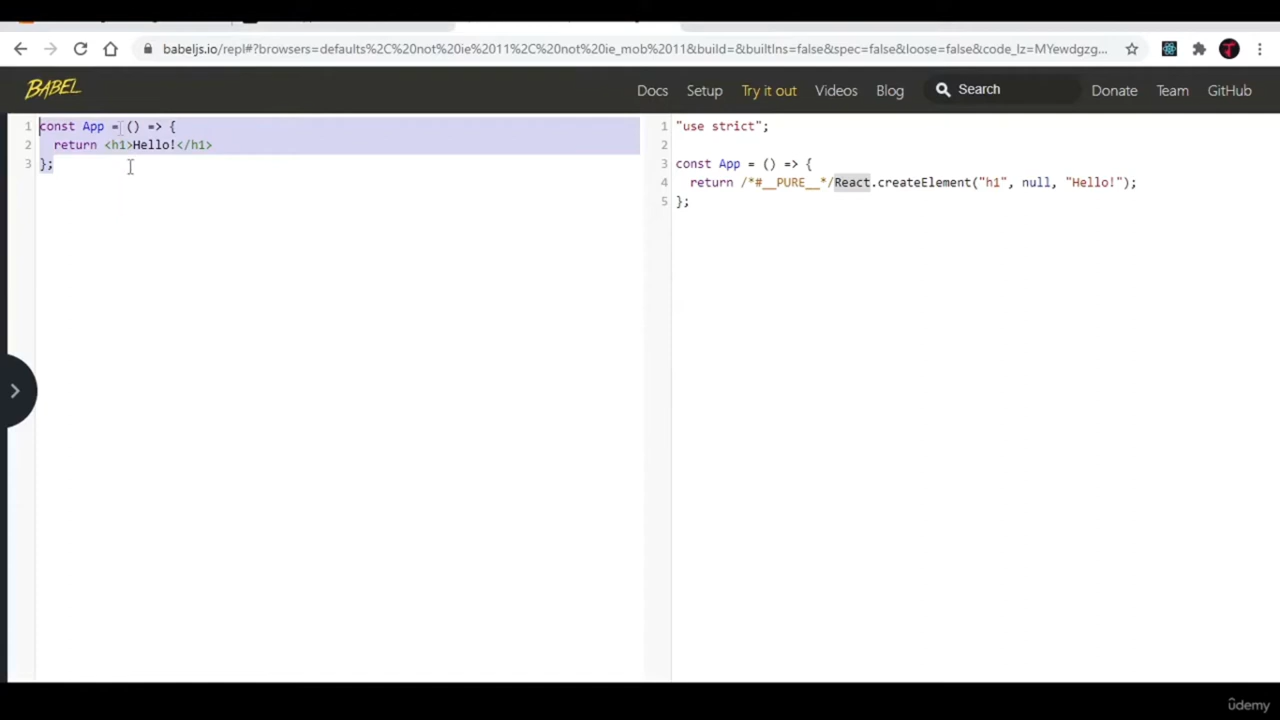 babeljs.io/repl#?browsers=defaults%2C%20not%20ie%2011%2C%20not%20ie_mob%2011&build=&builtIns=false&spec=false&loose=false&code_lz=MYewdgzg...
BABEL
Docs Setup Try it out Videos Blog Search Donate Team GitHub
1 const App = () => {
2 return <h1>Hello!</h1>
3 };
1 "use strict";
2
3 const App = () => {
4 return /*#__PURE__*/React.createElement("h1", null, "Hello!");
5 };
ûdemy